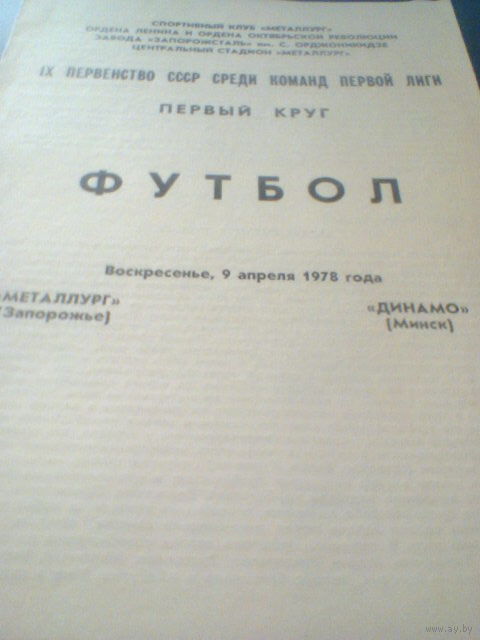 СПОРТИВНЫЙ КЛУБ «МЕТАЛЛУРГ»
ОРДЕНА ЛЕНИНА И ОРДЕНА ОКТЯБРЬСКОЙ РЕВОЛЮЦИИ
ЗАВОДА «ЗАПОРОЖСТАЛЬ» им. С. ОРДЖОНИКИДЗЕ
ЦЕНТРАЛЬНЫЙ СТАДИОН «МЕТАЛЛУРГ»
IX ПЕРВЕНСТВО СССР СРЕДИ КОМАНД ПЕРВОЙ ЛИГИ
ПЕРВЫЙ КРУГ
ФУТБОЛ
Воскресенье, 9 апреля 1978 года
«МЕТАЛЛУРГ»
(Запорожье)
«ДИНАМО»
(Минск)
www.ay.by